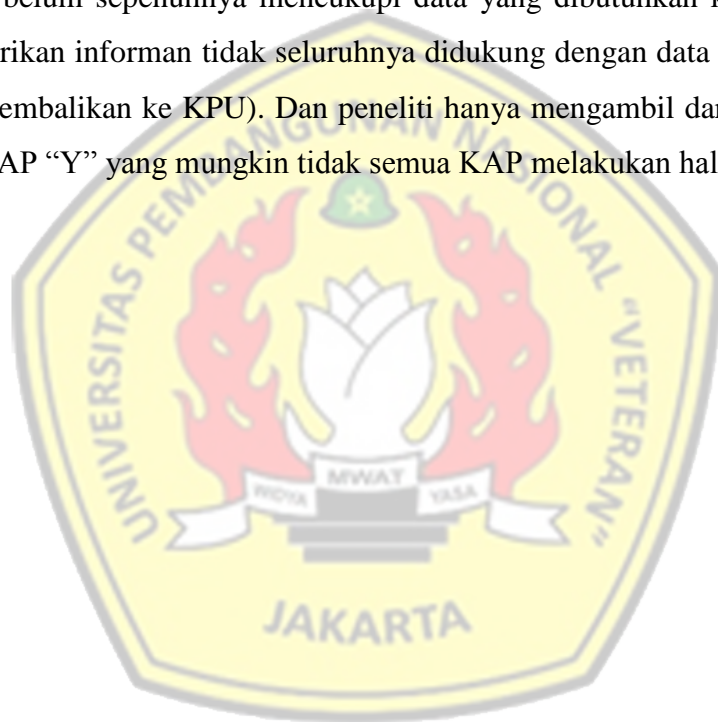 belum sepenuhnya mencukupi data yang dibutuhkan
rikan informan tidak seluruhnya didukung dengan data
embalikan ke KPU). Dan peneliti hanya mengambil dar
AP “Y” yang mungkin tidak semua KAP melakukan hal
UNIVERSITAS PEMBANGUNAN NASIONAL “VETERAN”
WIDYA MWAT YASA
JAKARTA